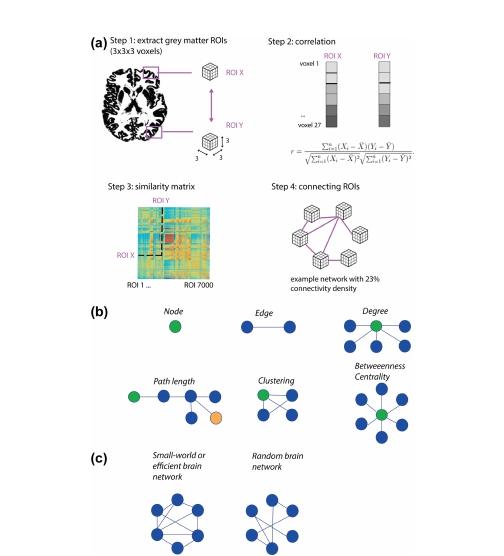 (a) Step 1: extract grey matter ROIs
(3x3x3 voxels)
ROI X
ROI Y
3
3 3
Step 2: correlation
ROI X ROI Y
voxel 1
..
voxel 27
r = \frac{\sum_{i=1}^{n}(X_i - \bar{X})(Y_i - \bar{Y})}{\sqrt{\sum_{i=1}^{n}(X_i - \bar{X})^2}\sqrt{\sum_{i=1}^{n}(Y_i - \bar{Y})^2}}.
Step 3: similarity matrix
ROI Y
ROI X
ROI 1 ... ROI 7000
Step 4: connecting ROIs
example network with 23%
connectivity density
(b)
Node Edge Degree
Path length Clustering
Betweeenness
Centrality
(c)
Small-world or
efficient brain
network
Random brain
network